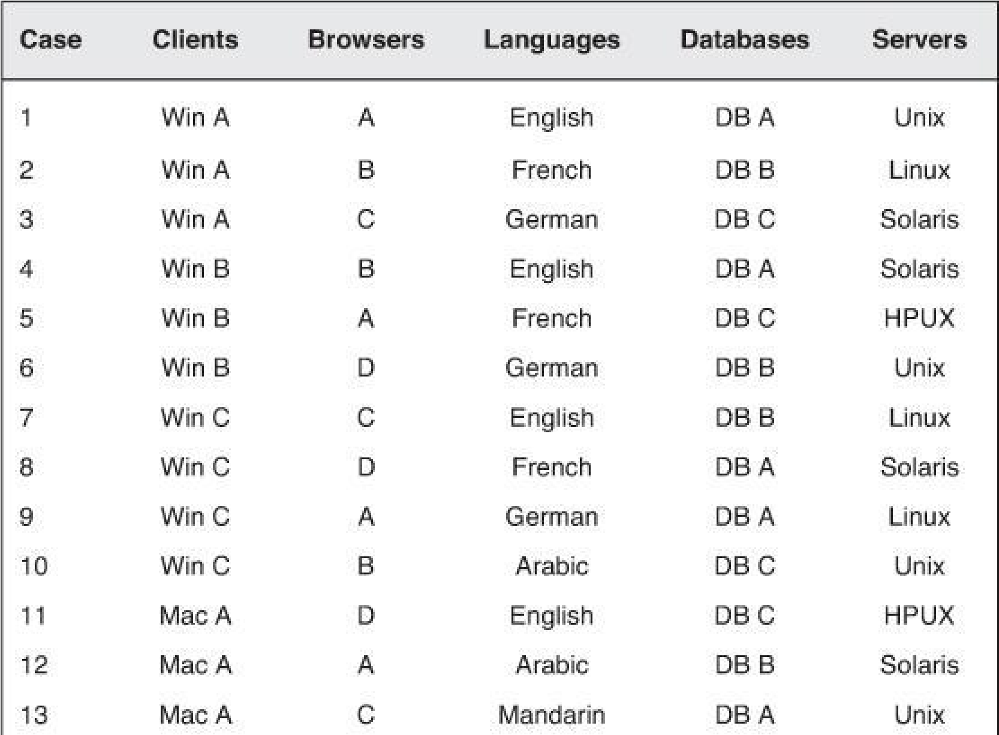 Case Clients Browsers Languages Databases Servers
1 Win A A English DB A Unix
2 Win A B French DB B Linux
3 Win A C German DB C Solaris
4 Win B B English DB A Solaris
5 Win B A French DB C HPUX
6 Win B D German DB B Unix
7 Win C C English DB B Linux
8 Win C D French DB A Solaris
9 Win C A German DB A Linux
10 Win C B Arabic DB C Unix
11 Mac A D English DB C HPUX
12 Mac A A Arabic DB B Solaris
13 Mac A C Mandarin DB A Unix